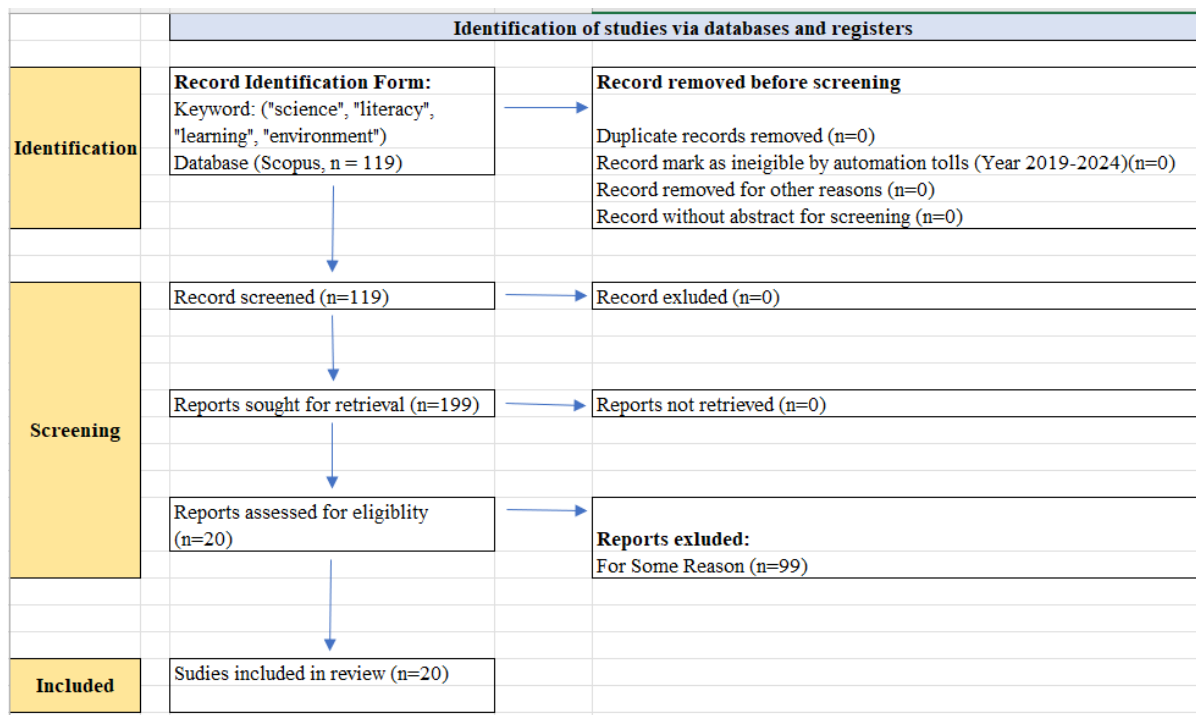 Identification of studies via databases and registers
Identification
Record Identification Form:
Keyword: ("science", "literacy",
"learning", "environment")
Database (Scopus, n = 119)
Record removed before screening
Duplicate records removed (n=0)
Record mark as ineigible by automation tolls (Year 2019-2024)(n=0)
Record removed for other reasons (n=0)
Record without abstract for screening (n=0)
Screening
Record screened (n=119)
Record exluded (n=0)
Reports sought for retrieval (n=199)
Reports not retrieved (n=0)
Reports assessed for eligiblity
(n=20)
Reports exluded:
For Some Reason (n=99)
Included
Sudies included in review (n=20)